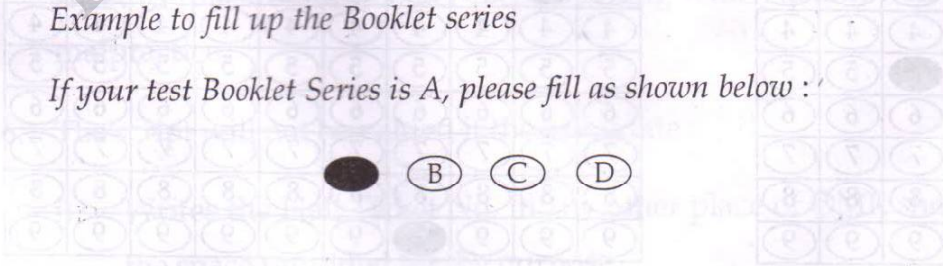 Example to fill up the Booklet series
If your test Booklet Series is A, please fill as shown below :
B C D